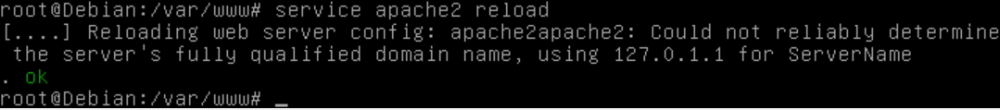 root@Debian:/var/www# service apache2 reload
[....] Reloading web server config: apache2apache2: Could not reliably determine
 the server's fully qualified domain name, using 127.0.1.1 for ServerName
. ok
root@Debian:/var/www# _